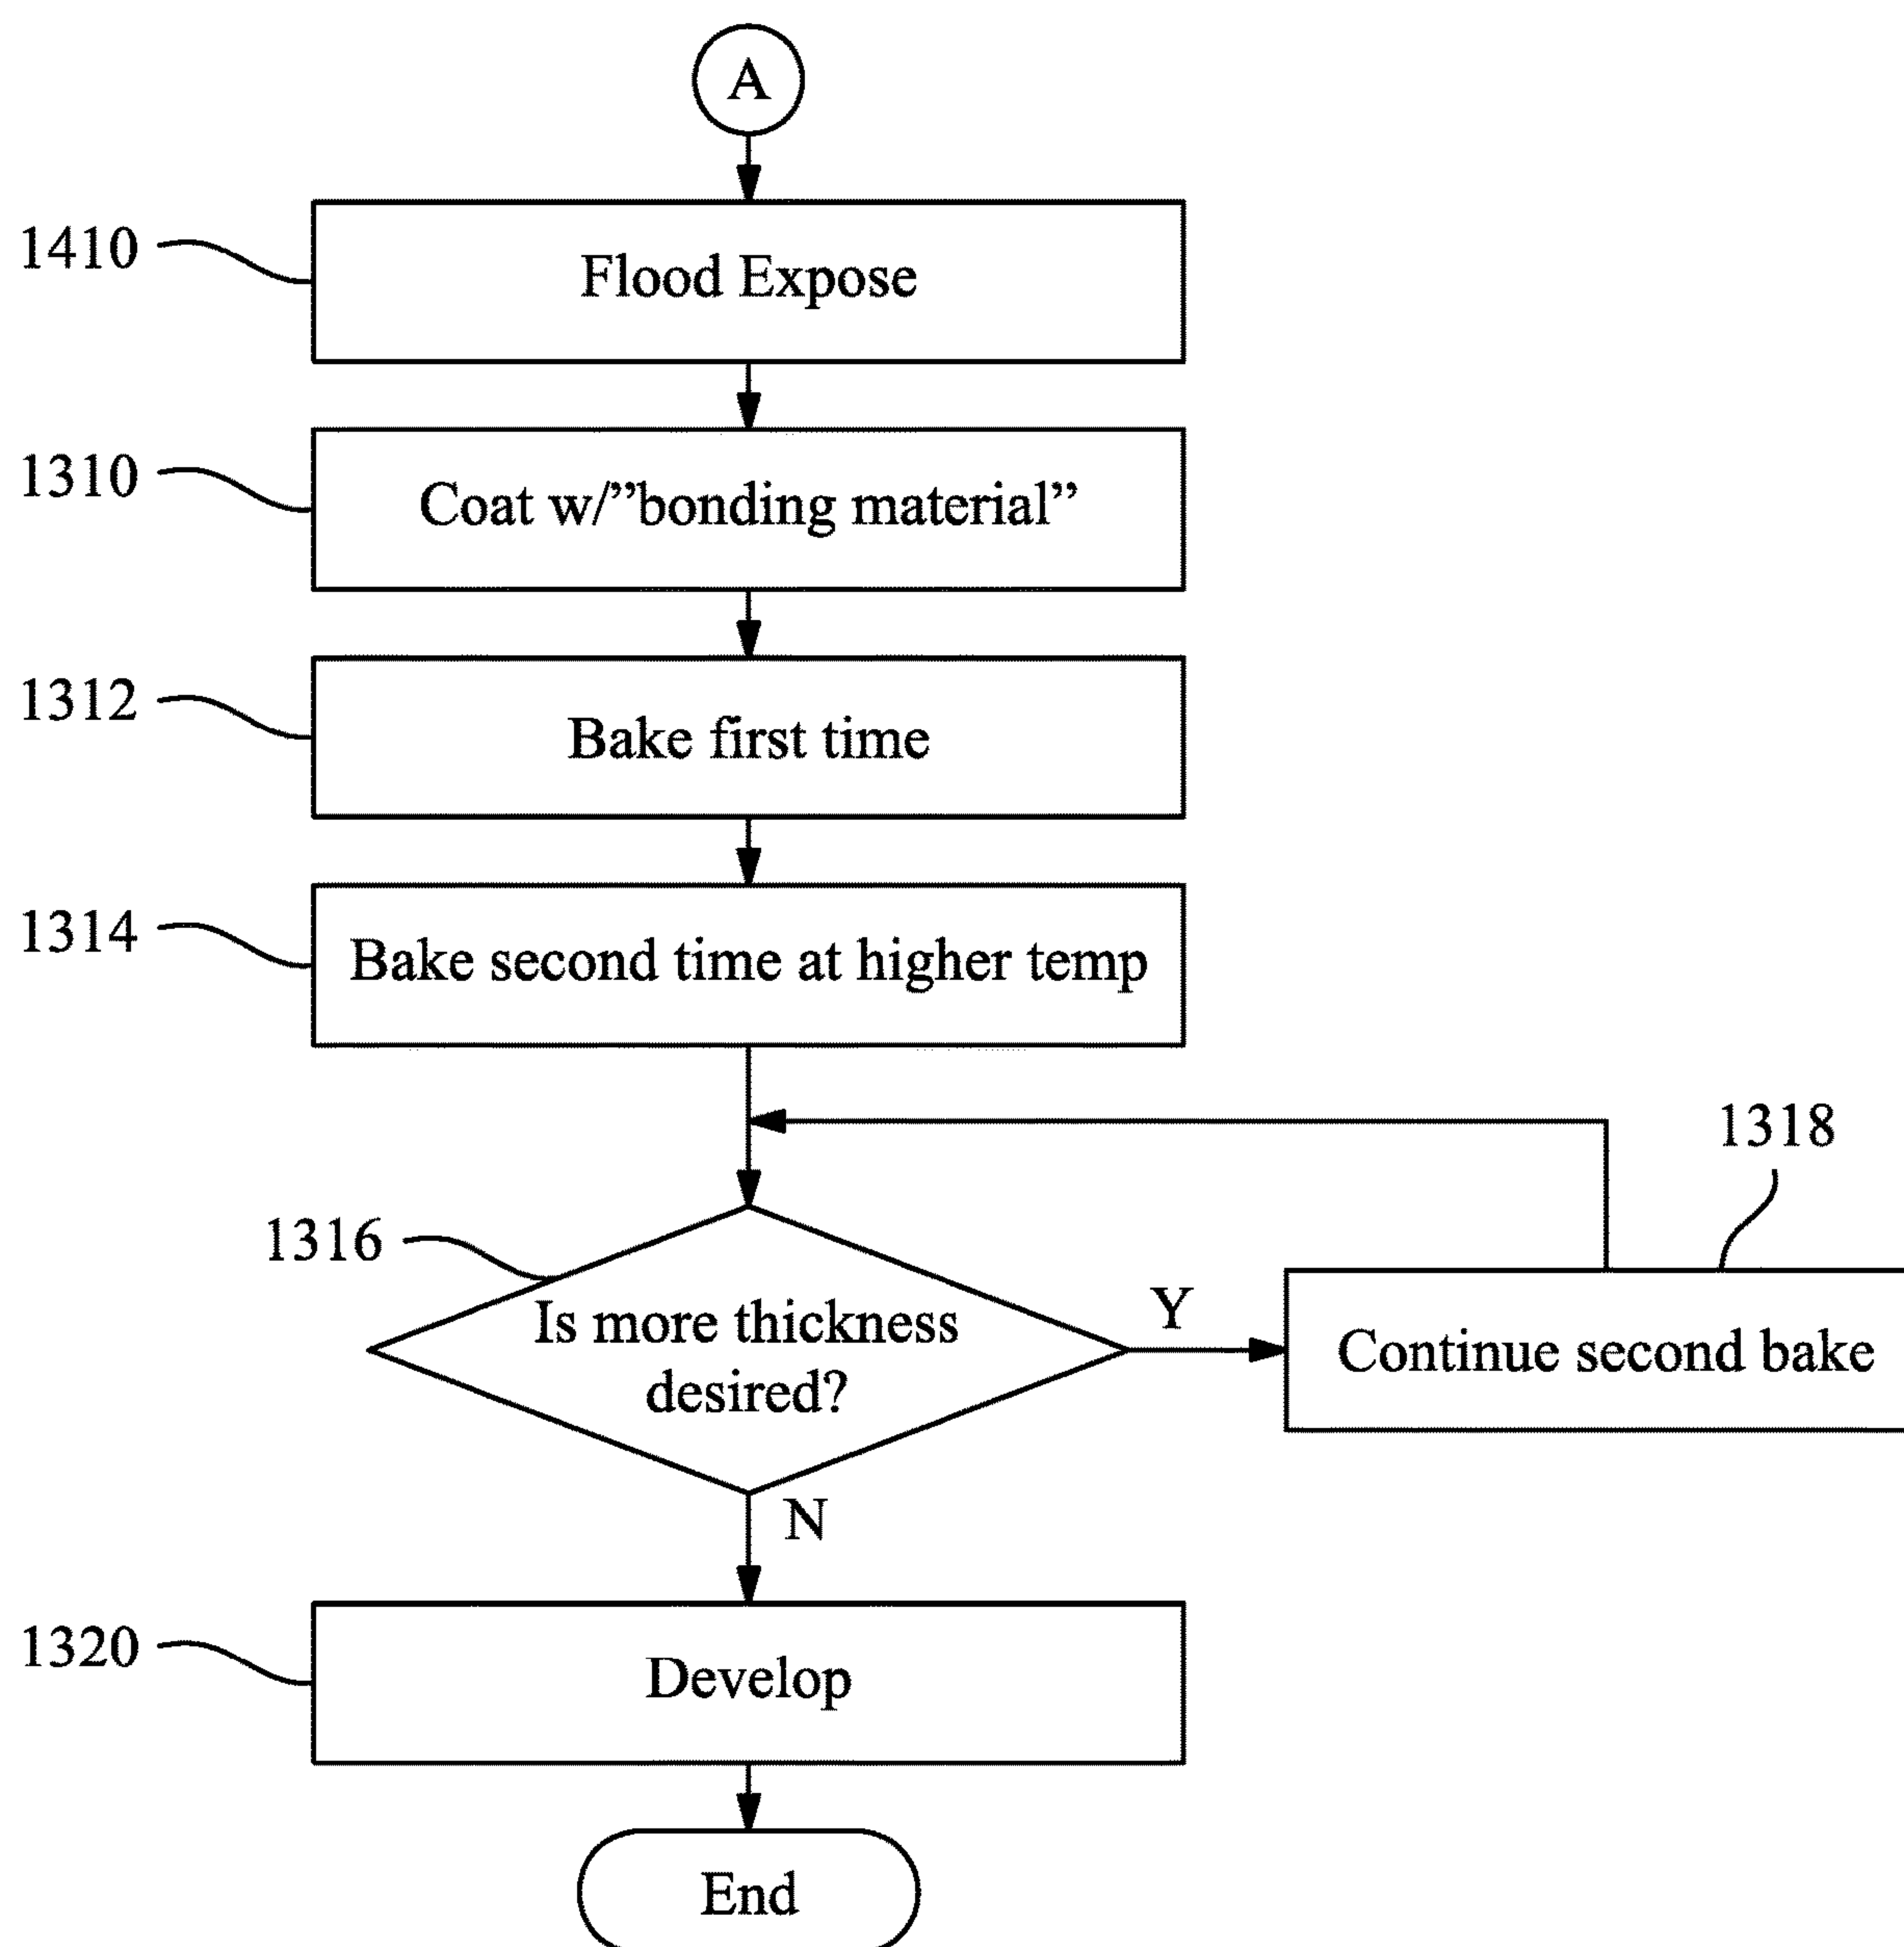 A
1410
Flood Expose
1310
Coat w/”bonding material”
1312
Bake first time
1314
Bake second time at higher temp
1318
1316
Is more thickness
desired?
Y
Continue second bake
N
1320
Develop
End